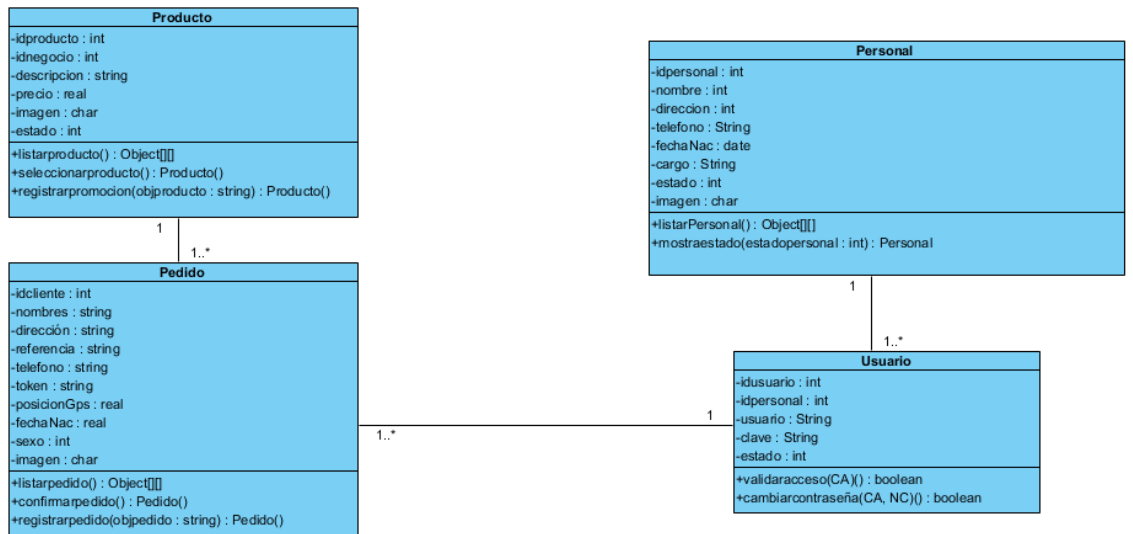 Producto
-idproducto : int
-idnegocio : int
-descripcion : string
-precio : real
-imagen : char
-estado : int
+listarproducto() : Object[][]
+seleccionarproducto() : Producto()
+registrarpromocion(objproducto : string) : Producto()
1
1..*
Pedido
-idcliente : int
-nombres : string
-dirección : string
-referencia : string
-telefono : string
-token : string
-posicionGps : real
-fechaNac : real
-sexo : int
-imagen : char
+listarpedido() : Object[][]
+confirmarpedido() : Pedido()
+registrarpedido(objpedido : string) : Pedido()
1..*
1
Personal
-idpersonal : int
-nombre : int
-direccion : int
-telefono : String
-fechaNac : date
-cargo : String
-estado : int
-imagen : char
+listarPersonal() : Object[][]
+mostraestado(estadopersonal : int) : Personal
1
1..*
Usuario
-idusuario : int
-idpersonal : int
-usuario : String
-clave : String
-estado : int
+validaracceso(CA)() : boolean
+cambiarcontraseña(CA, NC)() : boolean